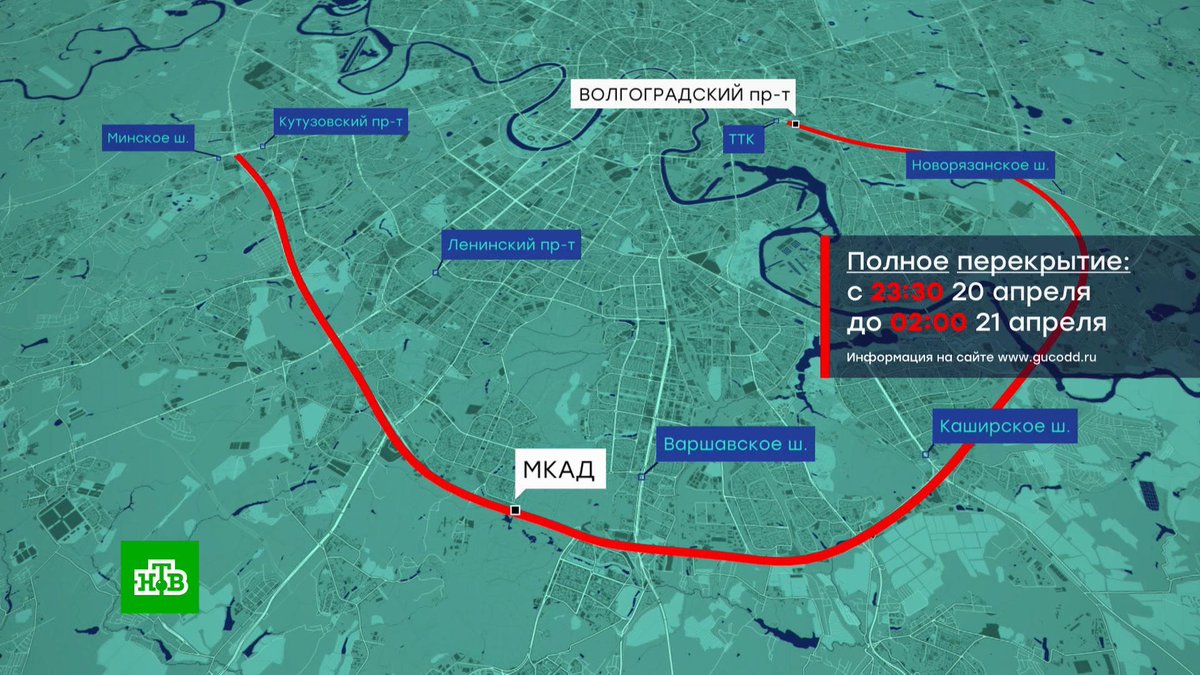 ВОЛГОГРАДСКИЙ пр-т
Кутузовский пр-т
Минское ш.
ТТК
Новорязанское ш.
Ленинский пр-т
Полное перекрытие:
с 23:30 20 апреля
до 02:00 21 апреля
Информация на сайте www.gucodd.ru
Каширское ш.
Варшавское ш.
МКАД
НТВ